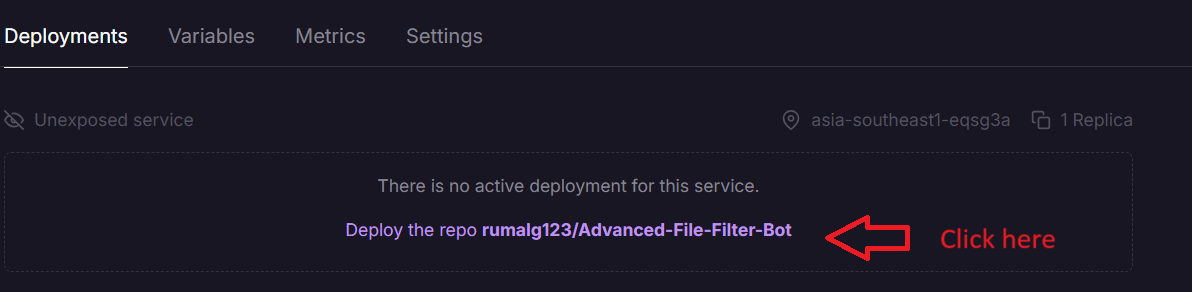 Deployments Variables Metrics Settings
Unexposed service asia-southeast1-eqsg3a 1 Replica
There is no active deployment for this service.
Deploy the repo rumalg123/Advanced-File-Filter-Bot
Click here